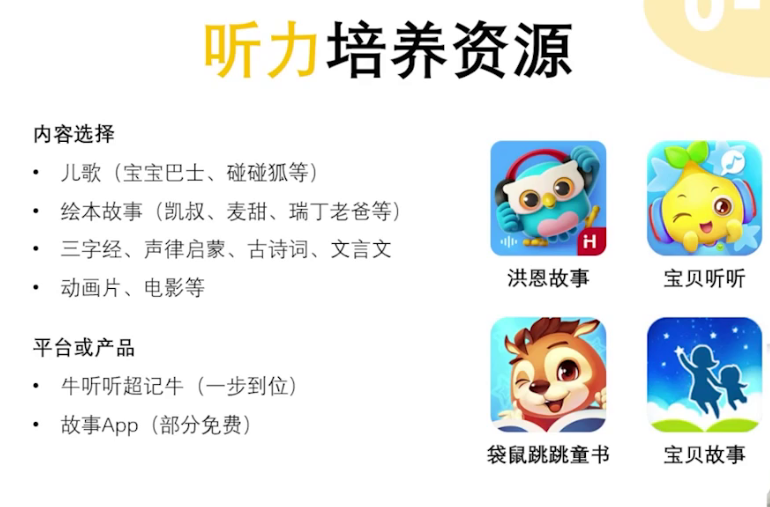 0-
听力培养资源
内容选择
• 儿歌（宝宝巴士、碰碰狐等）
• 绘本故事（凯叔、麦甜、瑞丁老爸等）
• 三字经、声律启蒙、古诗词、文言文
• 动画片、电影等
平台或产品
• 牛听听超记牛（一步到位）
• 故事App（部分免费）
H
洪恩故事
宝贝听听
袋鼠跳跳童书
宝贝故事